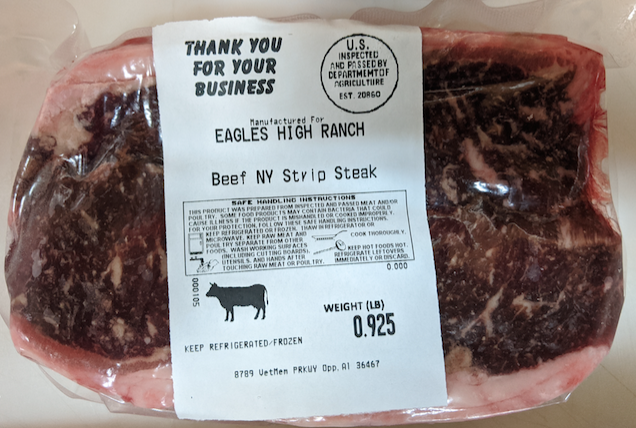 THANK YOU
FOR YOUR
BUSINESS
U.S.
INSPECTED
AND PASSED BY
DEPARTMENT OF
AGRICULTURE
EST. 20860
Manufactured For
EAGLES HIGH RANCH
Beef NY Strip Steak
SAFE HANDLING INSTRUCTIONS
THIS PRODUCT WAS PREPARED FROM INSPECTED AND PASSED MEAT AND/OR
POULTRY. SOME FOOD PRODUCTS MAY CONTAIN BACTERIA THAT COULD
CAUSE ILLNESS IF THE PRODUCT IS MISHANDLED OR COOKED IMPROPERLY.
FOR YOUR PROTECTION, FOLLOW THESE SAFE HANDLING INSTRUCTIONS.
KEEP REFRIGERATED OR FROZEN. THAW IN REFRIGERATOR OR
MICROWAVE. KEEP RAW MEAT AND
POULTRY SEPARATE FROM OTHER
FOODS. WASH WORKING SURFACES
(INCLUDING CUTTING BOARDS),
UTENSILS, AND HANDS AFTER
TOUCHING RAW MEAT OR POULTRY.
COOK THOROUGHLY.
KEEP HOT FOODS HOT.
REFRIGERATE LEFTOVERS
IMMEDIATELY OR DISCARD.
0.000
000105
WEIGHT (LB)
0.925
KEEP REFRIGERATED/FROZEN
8789 VetMem PRKWY Opp, Al 36467